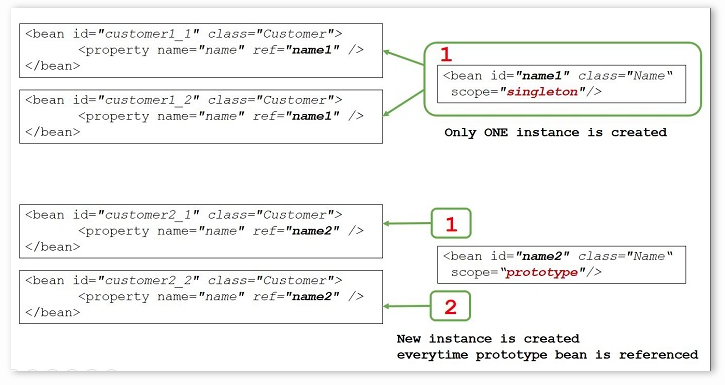 <bean id="customer1_1" class="Customer">
<property name="name" ref="name1" />
</bean>
<bean id="customer1_2" class="Customer">
<property name="name" ref="name1" />
</bean>
1
<bean id="name1" class="Name“
scope="singleton"/>
Only ONE instance is created
<bean id="customer2_1" class="Customer">
<property name="name" ref="name2" />
</bean>
<bean id="customer2_2" class="Customer">
<property name="name" ref="name2" />
</bean>
1
<bean id="name2" class="Name“
scope=“prototype"/>
2
New instance is created
everytime prototype bean is referenced